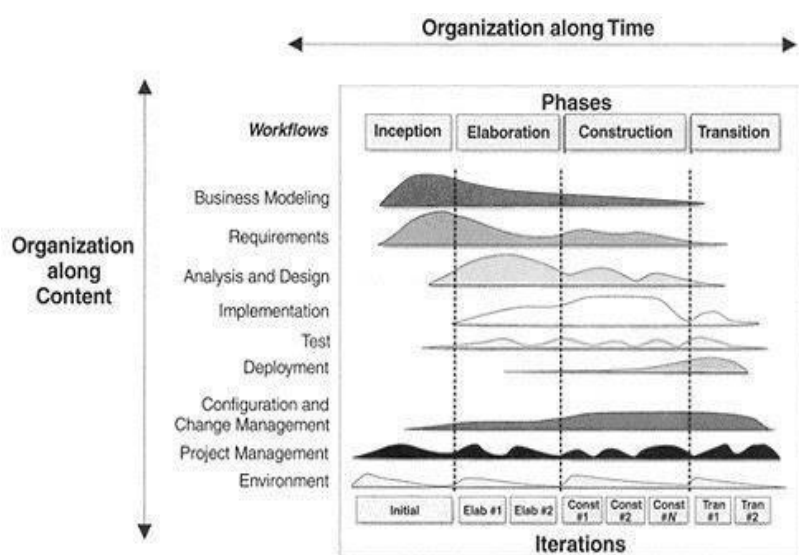 Organization along Time
Phases
Workflows
Inception
Elaboration
Construction
Transition
Business Modeling
Requirements
Analysis and Design
Implementation
Test
Deployment
Configuration and
Change Management
Project Management
Environment
Organization
along
Content
Initial
Elab #1
Elab #2
Const
#1
Const
#2
Const
#N
Tran
#1
Tran
#2
Iterations